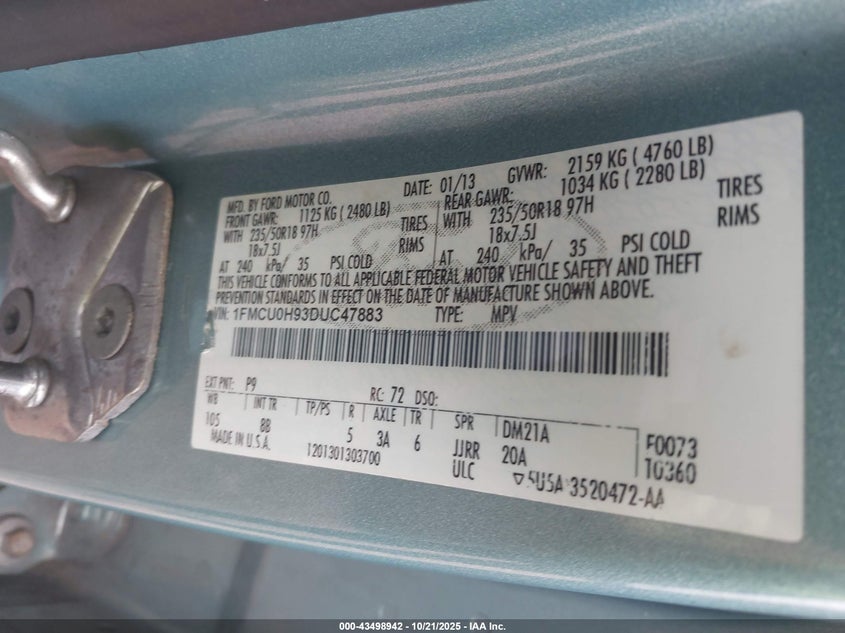 MFD. BY FORD MOTOR CO. DATE: 01/13 GVWR: 2159 KG ( 4760 LB)
FRONT GAWR: 1125 KG ( 2480 LB) REAR GAWR: 1034 KG ( 2280 LB)
WITH 235/50R18 97H TIRES WITH 235/50R18 97H TIRES
18x7.5J RIMS 18x7.5J RIMS
AT 240 kPa/ 35 PSI COLD AT 240 kPa/ 35 PSI COLD
THIS VEHICLE CONFORMS TO ALL APPLICABLE FEDERAL MOTOR VEHICLE SAFETY AND THEFT
PREVENTION STANDARDS IN EFFECT ON THE DATE OF MANUFACTURE SHOWN ABOVE.
VIN: 1FMCU0H93DUC47883 TYPE: MPV
EXT PNT: P9 RC: 72 DSO:
WB INT TR TP/PS R AXLE TR SPR DM21A F0073
105 8B 5 3A 6 JJRR 20A T0360
MADE IN U.S.A. 1201301303700 ULC ▽5U5A 3520472-AA
000-43498942 - 10/21/2025 - IAA Inc.